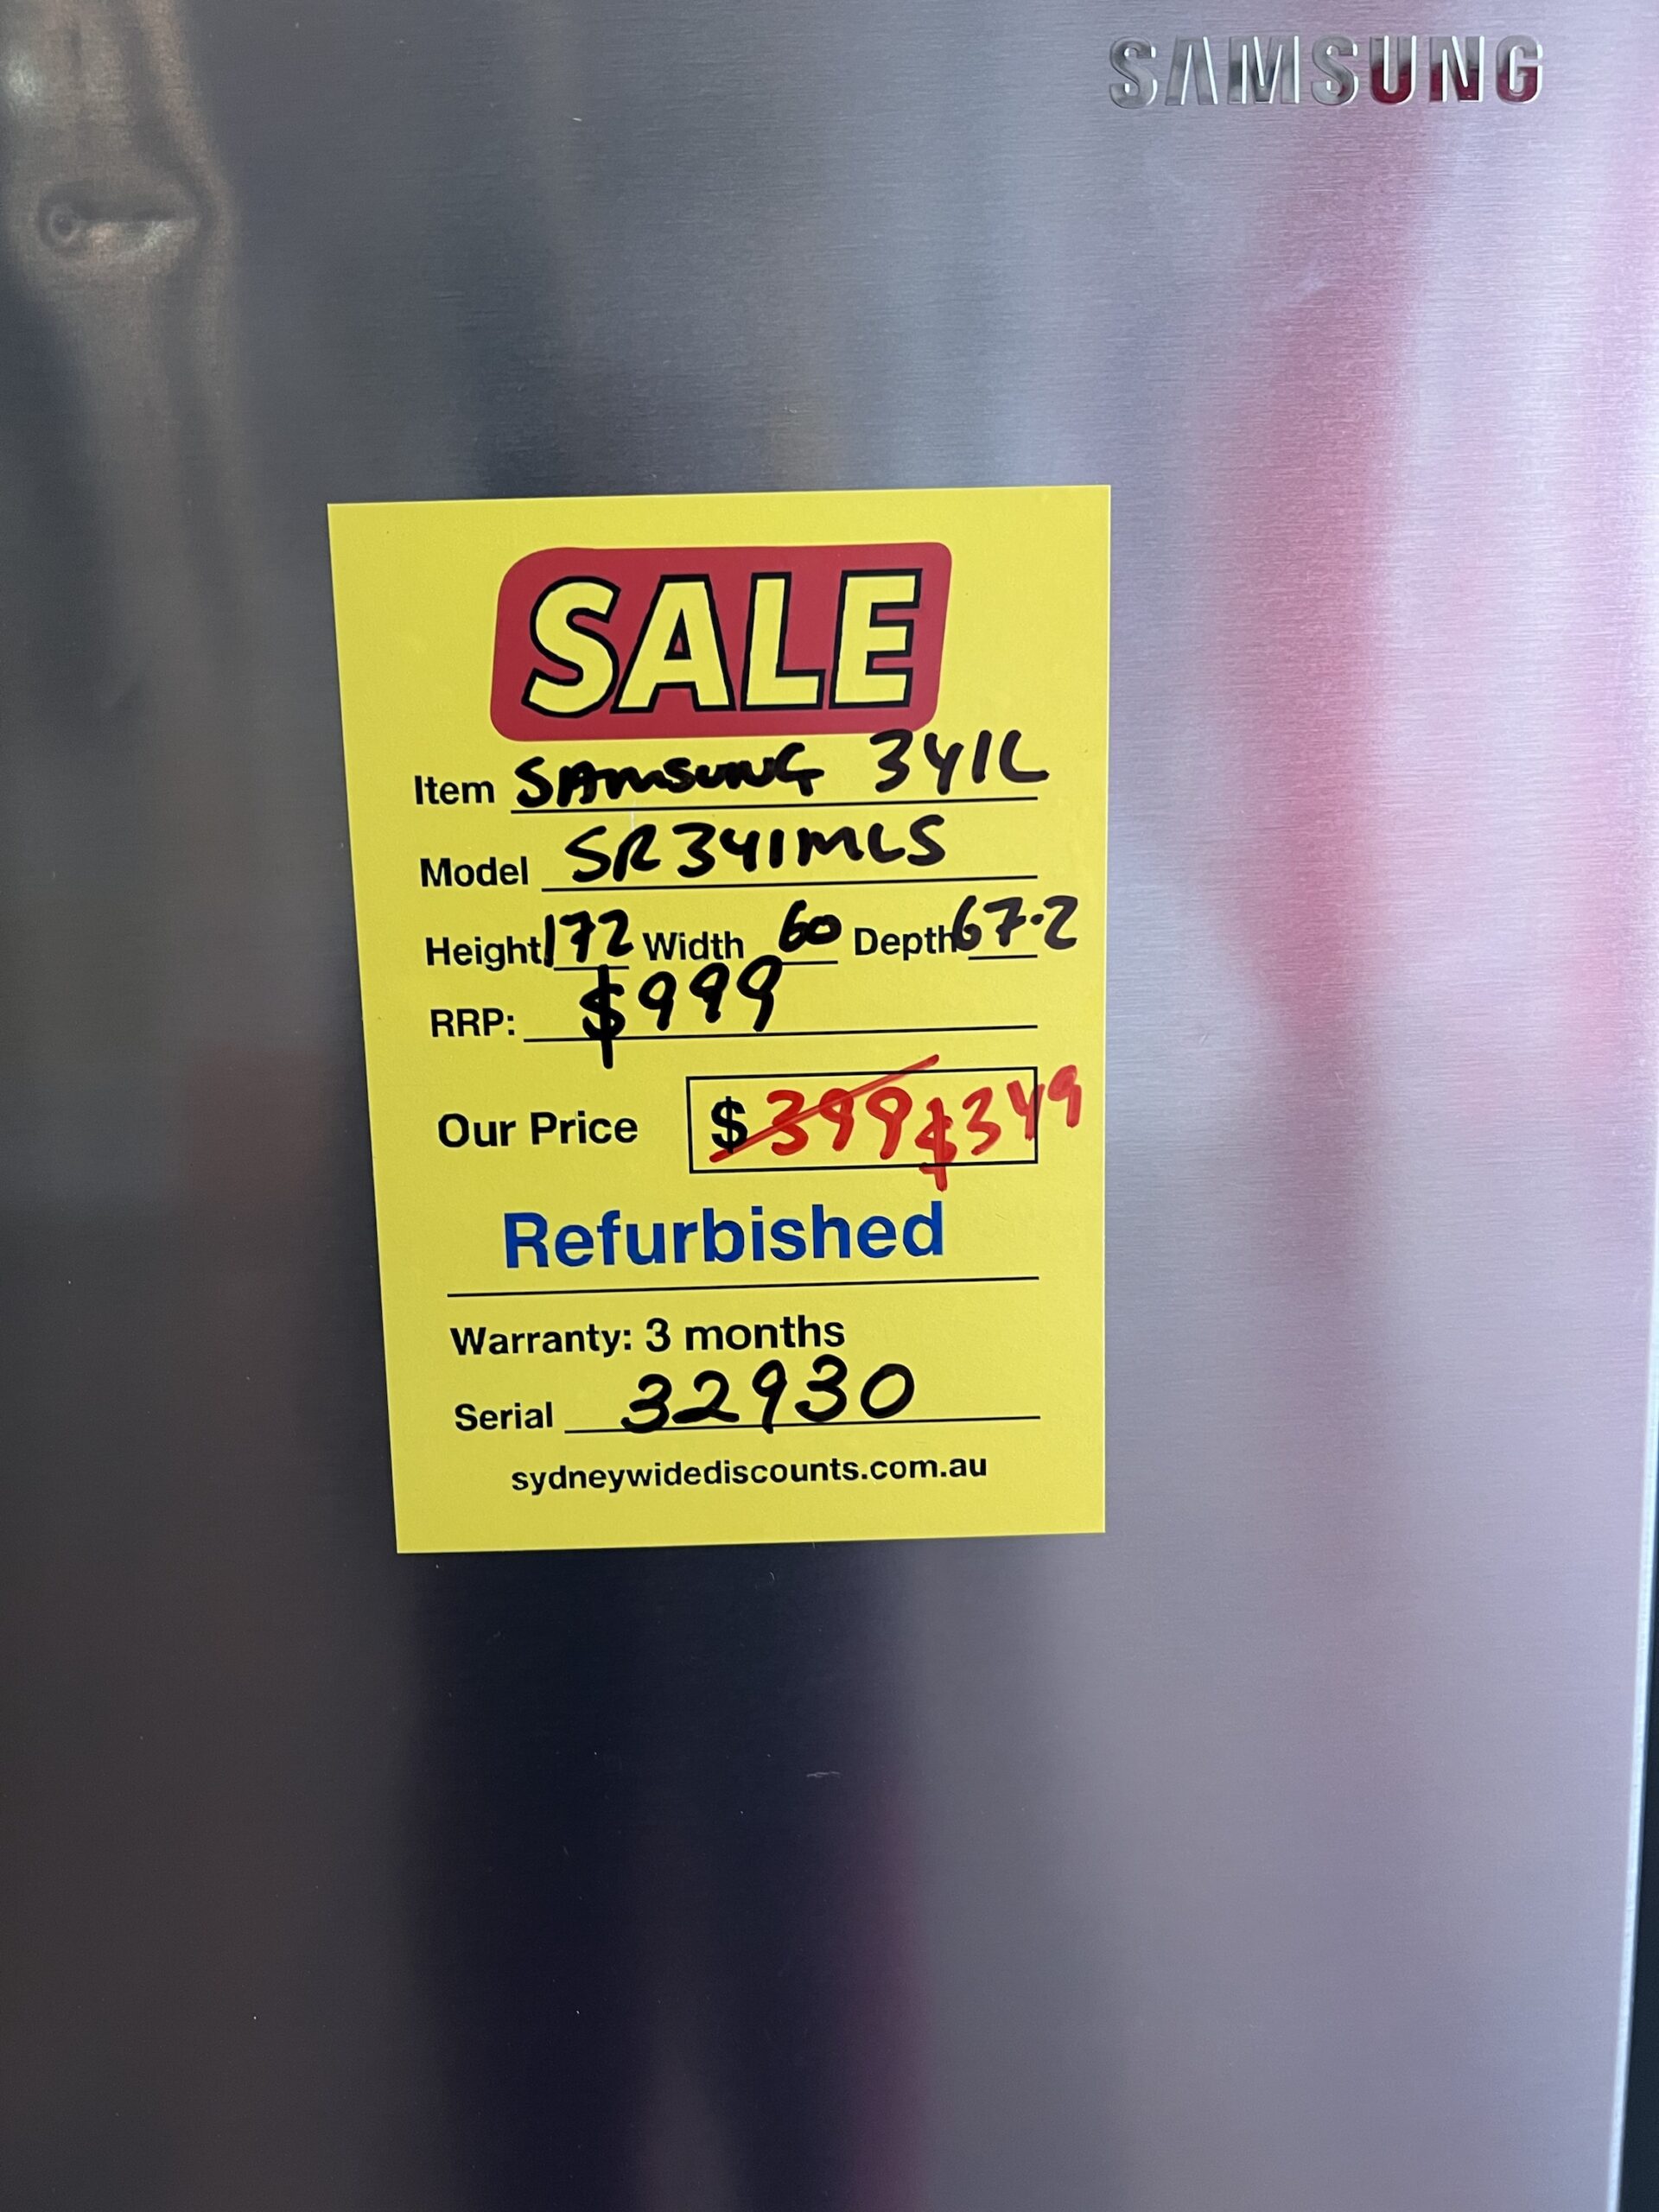 SAMSUNG
SALE
Item SAMSUNG 341L
Model SR341MLS
Height 172 Width 60 Depth 67.2
RRP: $999
Our Price $399 $349
Refurbished
Warranty: 3 months
Serial 32930
sydneywidediscounts.com.au